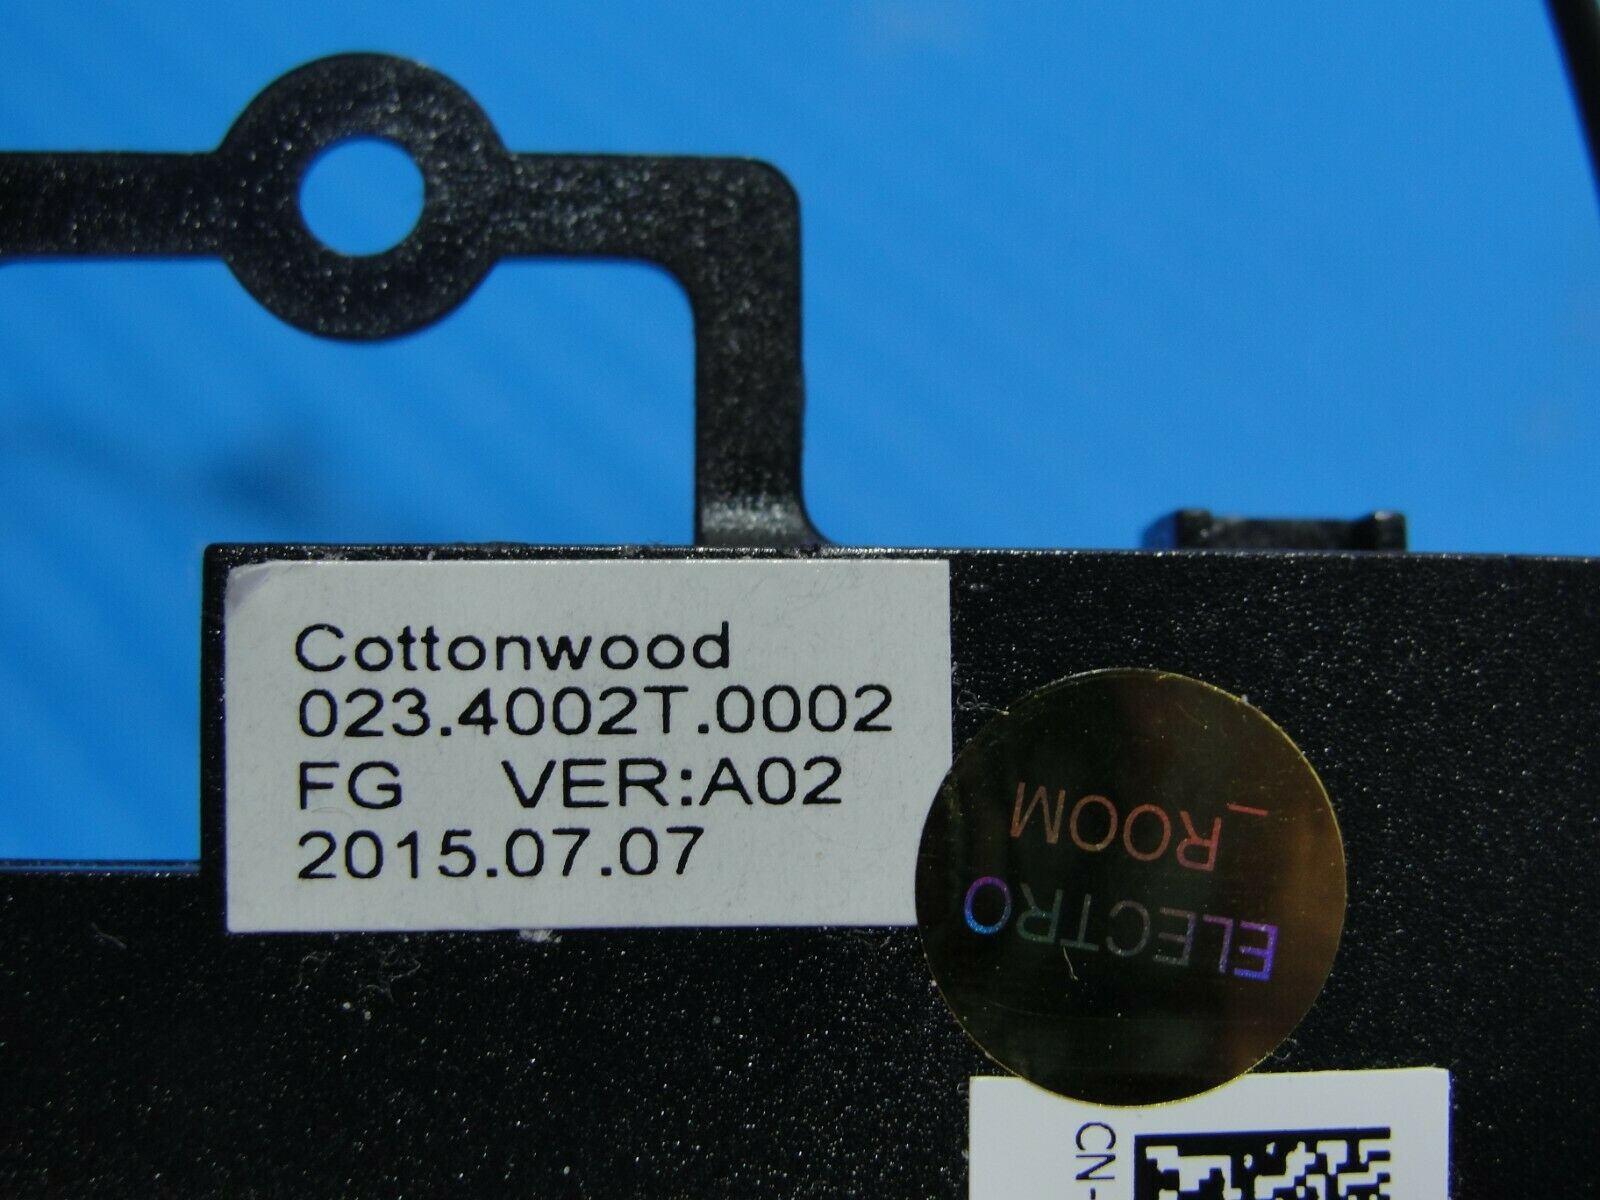 Cottonwood
023.4002T.0002
FG VER:A02
2015.07.07
ELECTRO
_ROOM
CN-